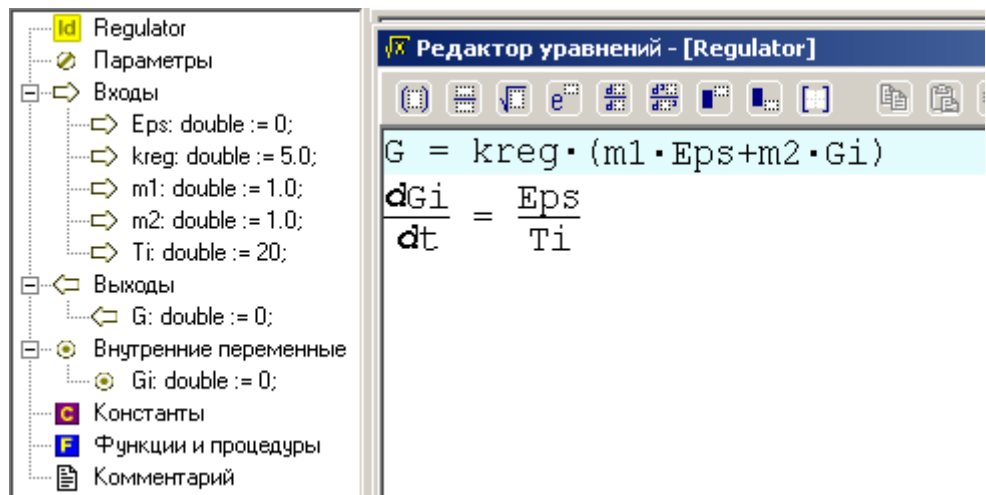 Id Regulator
Параметры
Входы
Eps: double := 0;
kreg: double := 5.0;
m1: double := 1.0;
m2: double := 1.0;
Ti: double := 20;
Выходы
G: double := 0;
Внутренние переменные
Gi: double := 0;
C Константы
F Функции и процедуры
Комментарий
√x Редактор уравнений - [Regulator]
G = kreg·(m1·Eps+m2·Gi)
dGi/dt = Eps/Ti